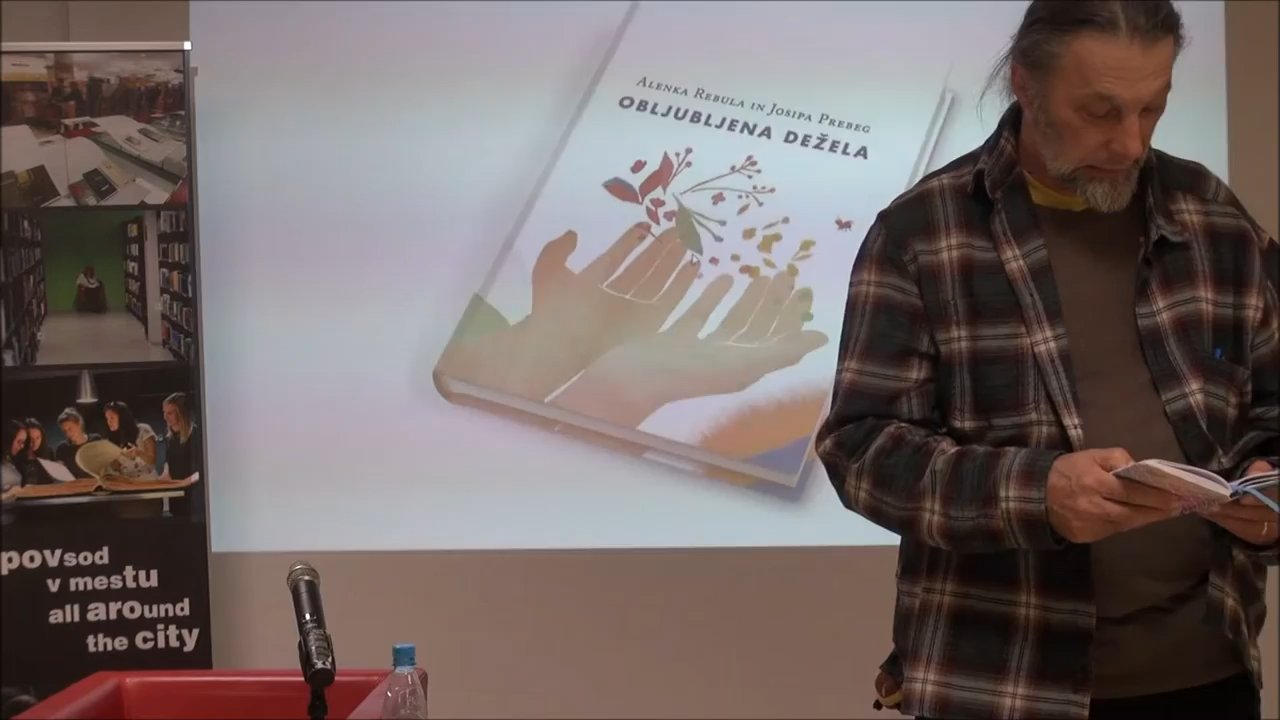 ALENKA REBULA IN JOSIPA PREBEG
OBLJUBLJENA DEŽELA
povsod
v mestu
all around
the city